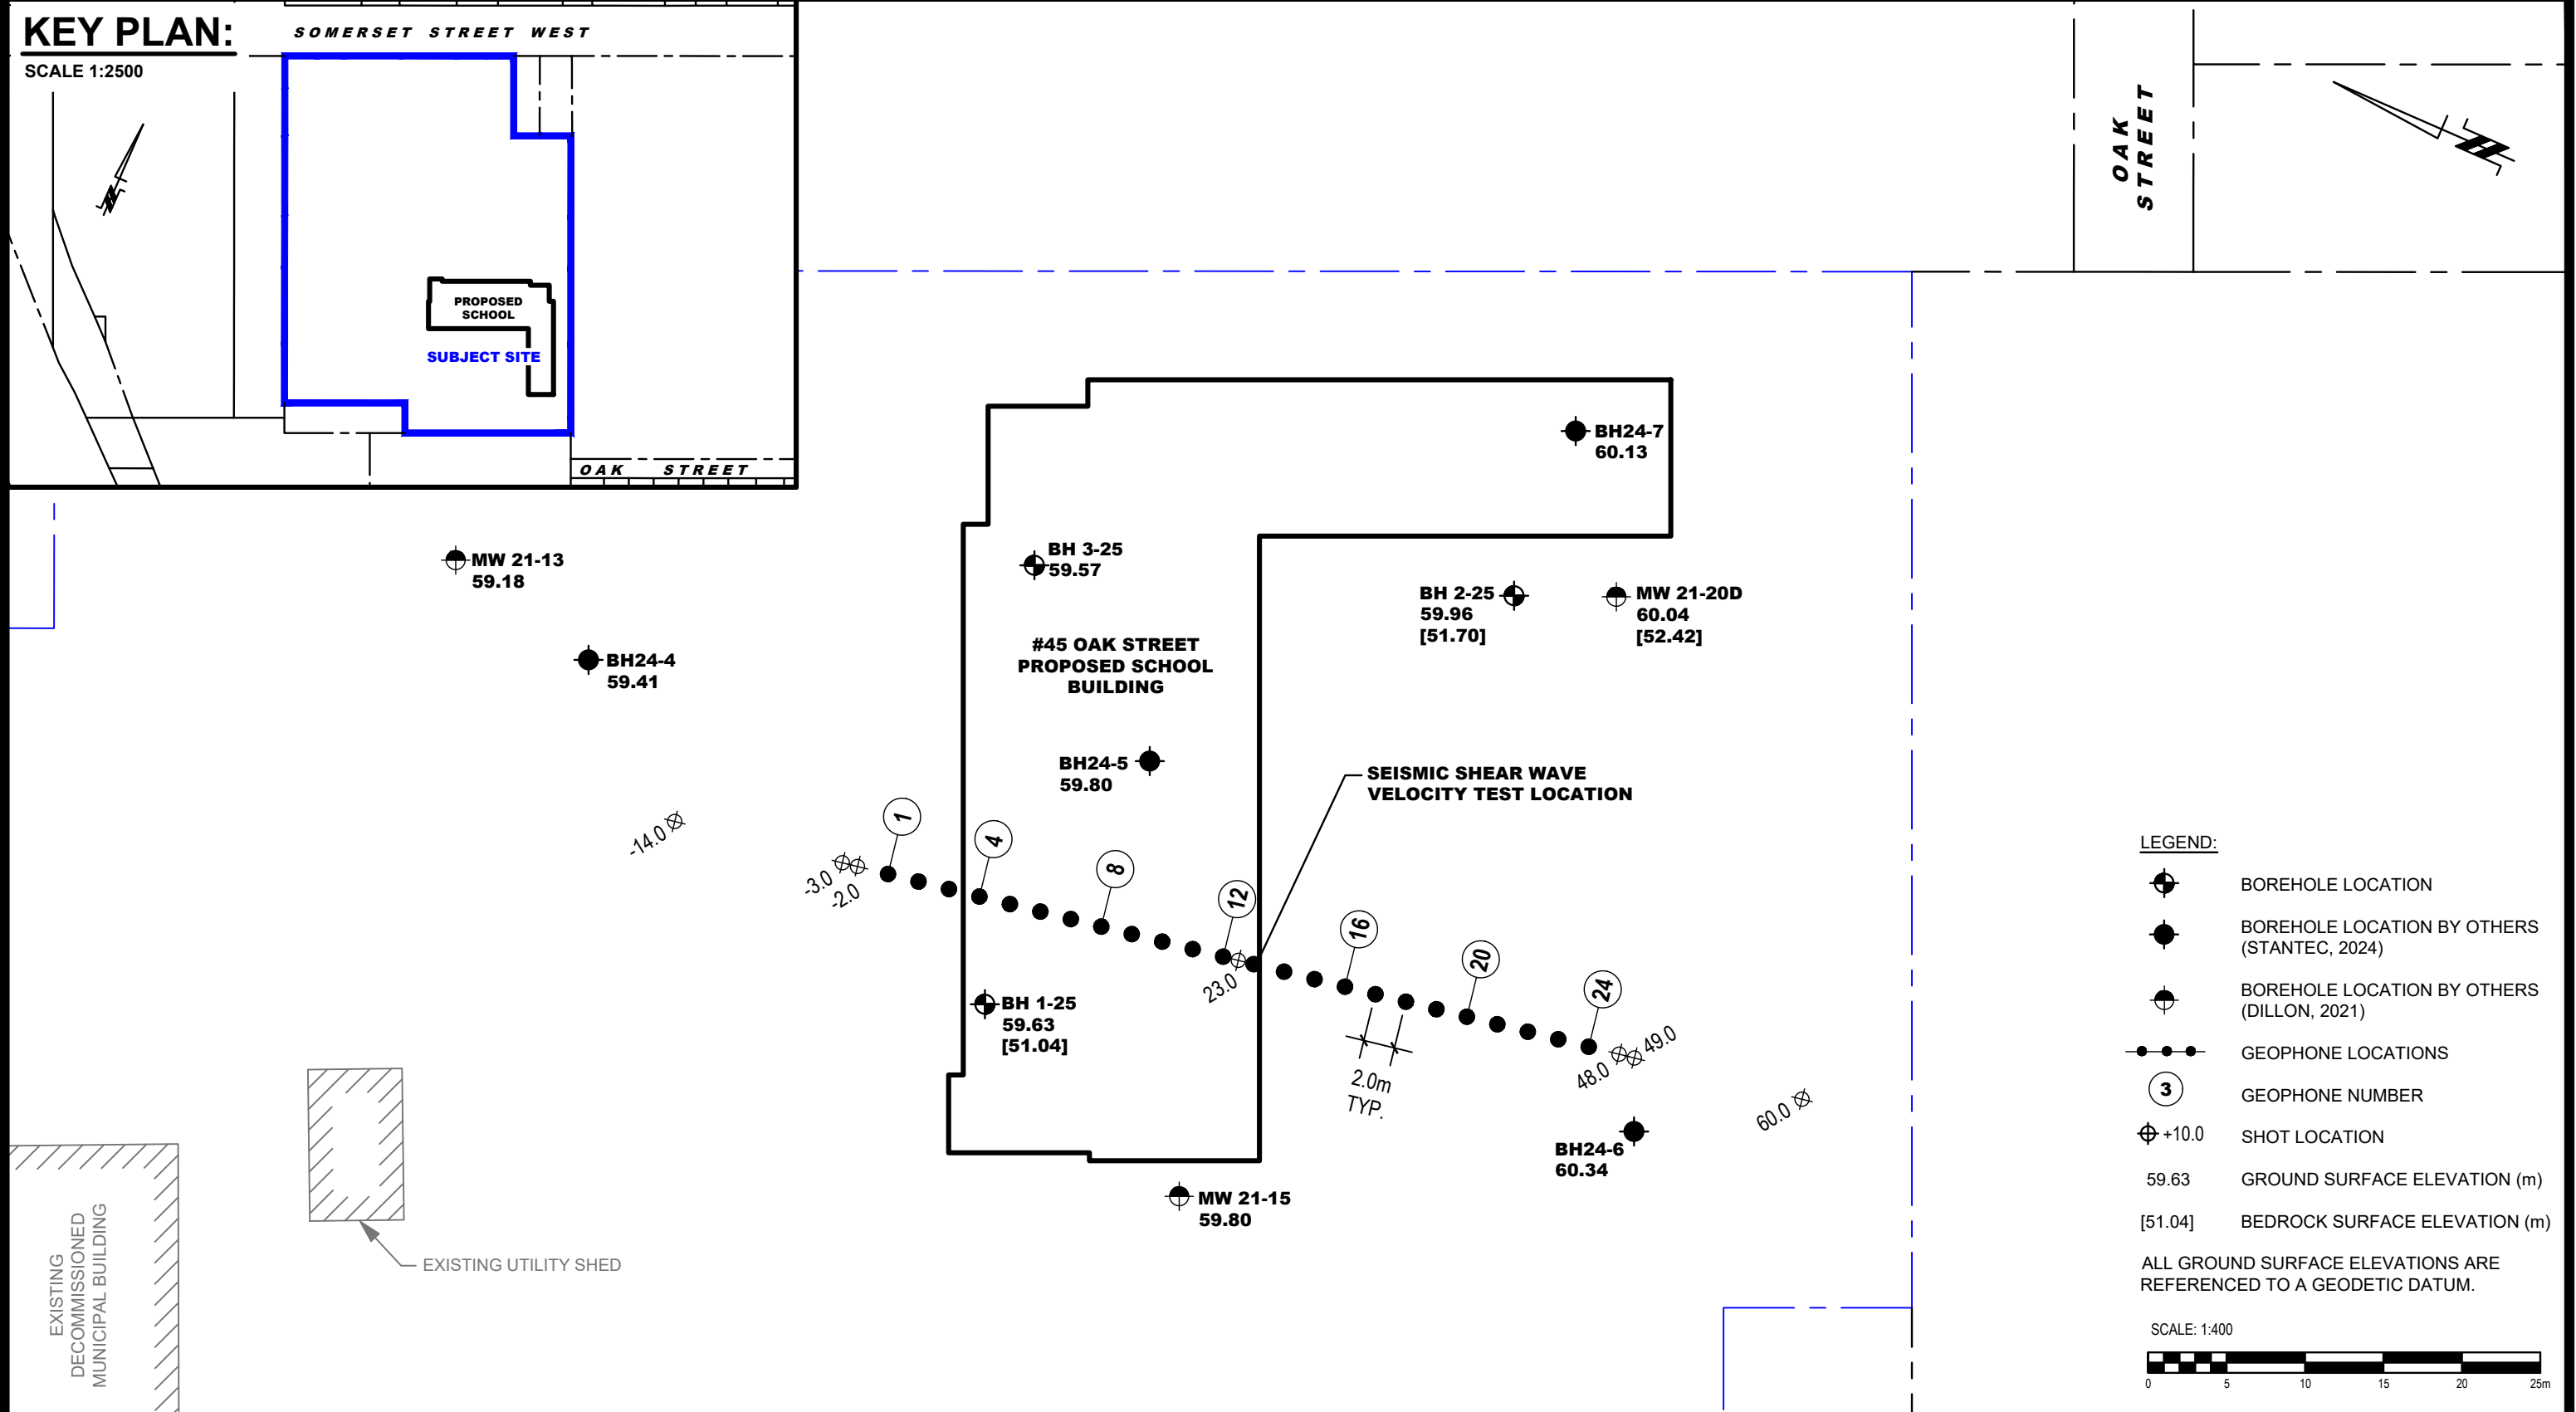 KEY PLAN:
SCALE 1:2500
SOMERSET STREET WEST
PROPOSED
SCHOOL
SUBJECT SITE
OAK STREET
OAK
STREET
BH24-7
60.13
MW 21-13
59.18
BH 3-25
59.57
BH 2-25
59.96
[51.70]
MW 21-20D
60.04
[52.42]
#45 OAK STREET
PROPOSED SCHOOL
BUILDING
BH24-4
59.41
BH24-5
59.80
SEISMIC SHEAR WAVE
VELOCITY TEST LOCATION
-14.0
-3.0
-2.0
1
4
8
12
16
20
24
23.0
48.0
49.0
60.0
2.0m
TYP.
BH 1-25
59.63
[51.04]
BH24-6
60.34
MW 21-15
59.80
EXISTING UTILITY SHED
EXISTING
DECOMMISSIONED
MUNICIPAL BUILDING
LEGEND:
BOREHOLE LOCATION
BOREHOLE LOCATION BY OTHERS
(STANTEC, 2024)
BOREHOLE LOCATION BY OTHERS
(DILLON, 2021)
GEOPHONE LOCATIONS
3 GEOPHONE NUMBER
+10.0 SHOT LOCATION
59.63 GROUND SURFACE ELEVATION (m)
[51.04] BEDROCK SURFACE ELEVATION (m)
ALL GROUND SURFACE ELEVATIONS ARE
REFERENCED TO A GEODETIC DATUM.
SCALE: 1:400
0 5 10 15 20 25m